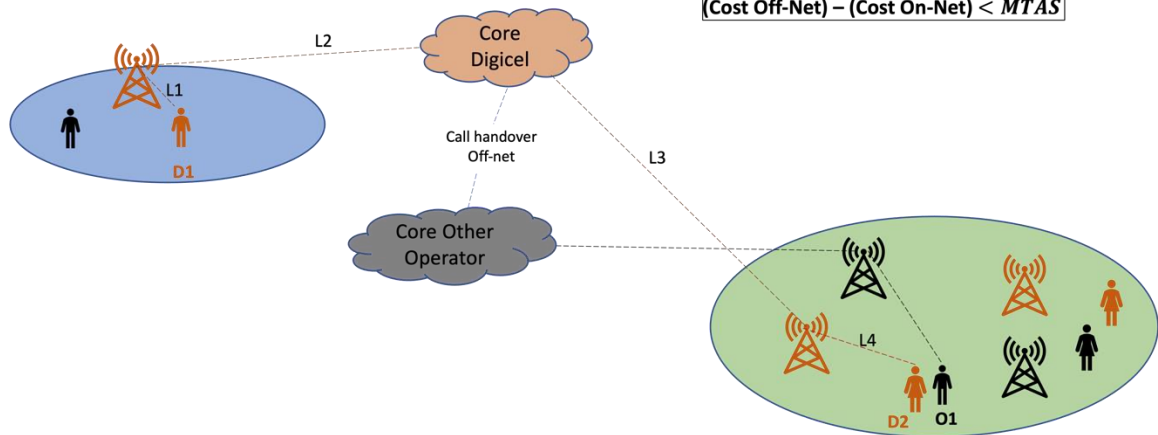 (Cost Off-Net) – (Cost On-Net) < MTAS
L2
Core
Digicel
L1
D1
Call handover
Off-net
L3
Core Other
Operator
L4
D2
O1